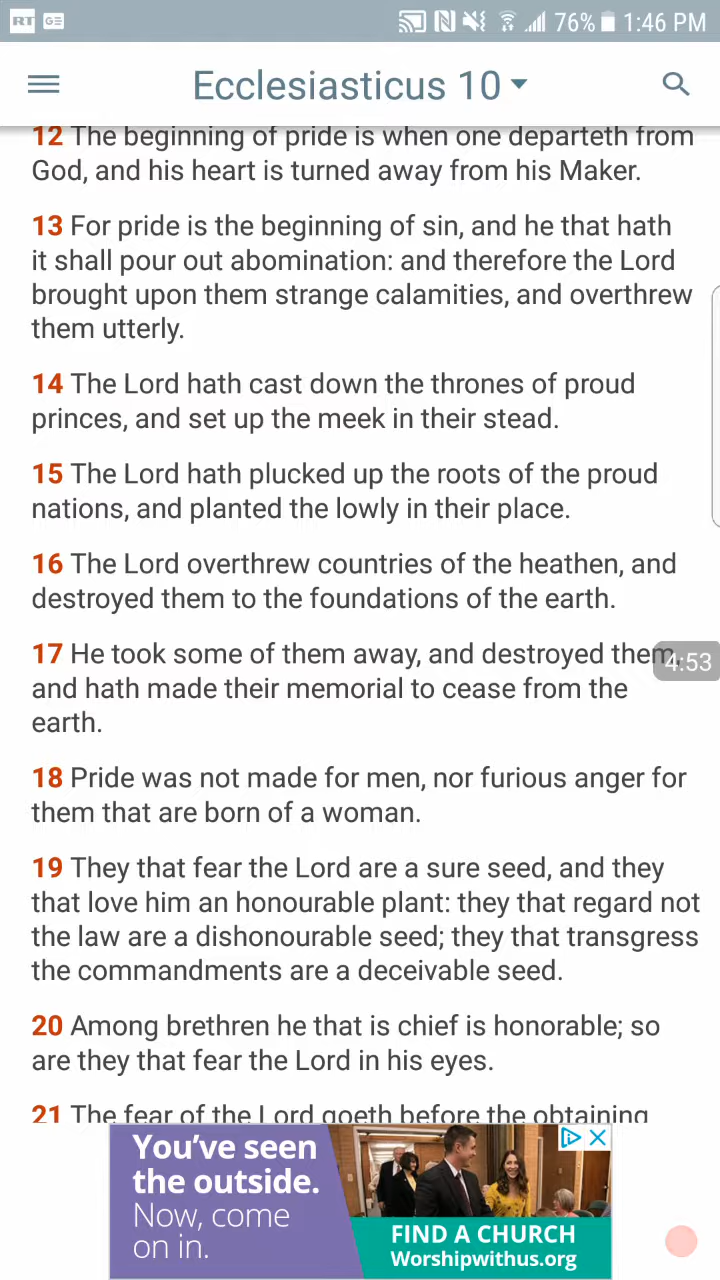 RT GE 76% 1:46 PM
Ecclesiasticus 10
12 The beginning of pride is when one departeth from
God, and his heart is turned away from his Maker.
13 For pride is the beginning of sin, and he that hath
it shall pour out abomination: and therefore the Lord
brought upon them strange calamities, and overthrew
them utterly.
14 The Lord hath cast down the thrones of proud
princes, and set up the meek in their stead.
15 The Lord hath plucked up the roots of the proud
nations, and planted the lowly in their place.
16 The Lord overthrew countries of the heathen, and
destroyed them to the foundations of the earth.
17 He took some of them away, and destroyed them,
4:53
and hath made their memorial to cease from the
earth.
18 Pride was not made for men, nor furious anger for
them that are born of a woman.
19 They that fear the Lord are a sure seed, and they
that love him an honourable plant: they that regard not
the law are a dishonourable seed; they that transgress
the commandments are a deceivable seed.
20 Among brethren he that is chief is honorable; so
are they that fear the Lord in his eyes.
21 The fear of the Lord goeth before the obtaining
You've seen
the outside.
Now, come
on in.
FIND A CHURCH
Worshipwithus.org